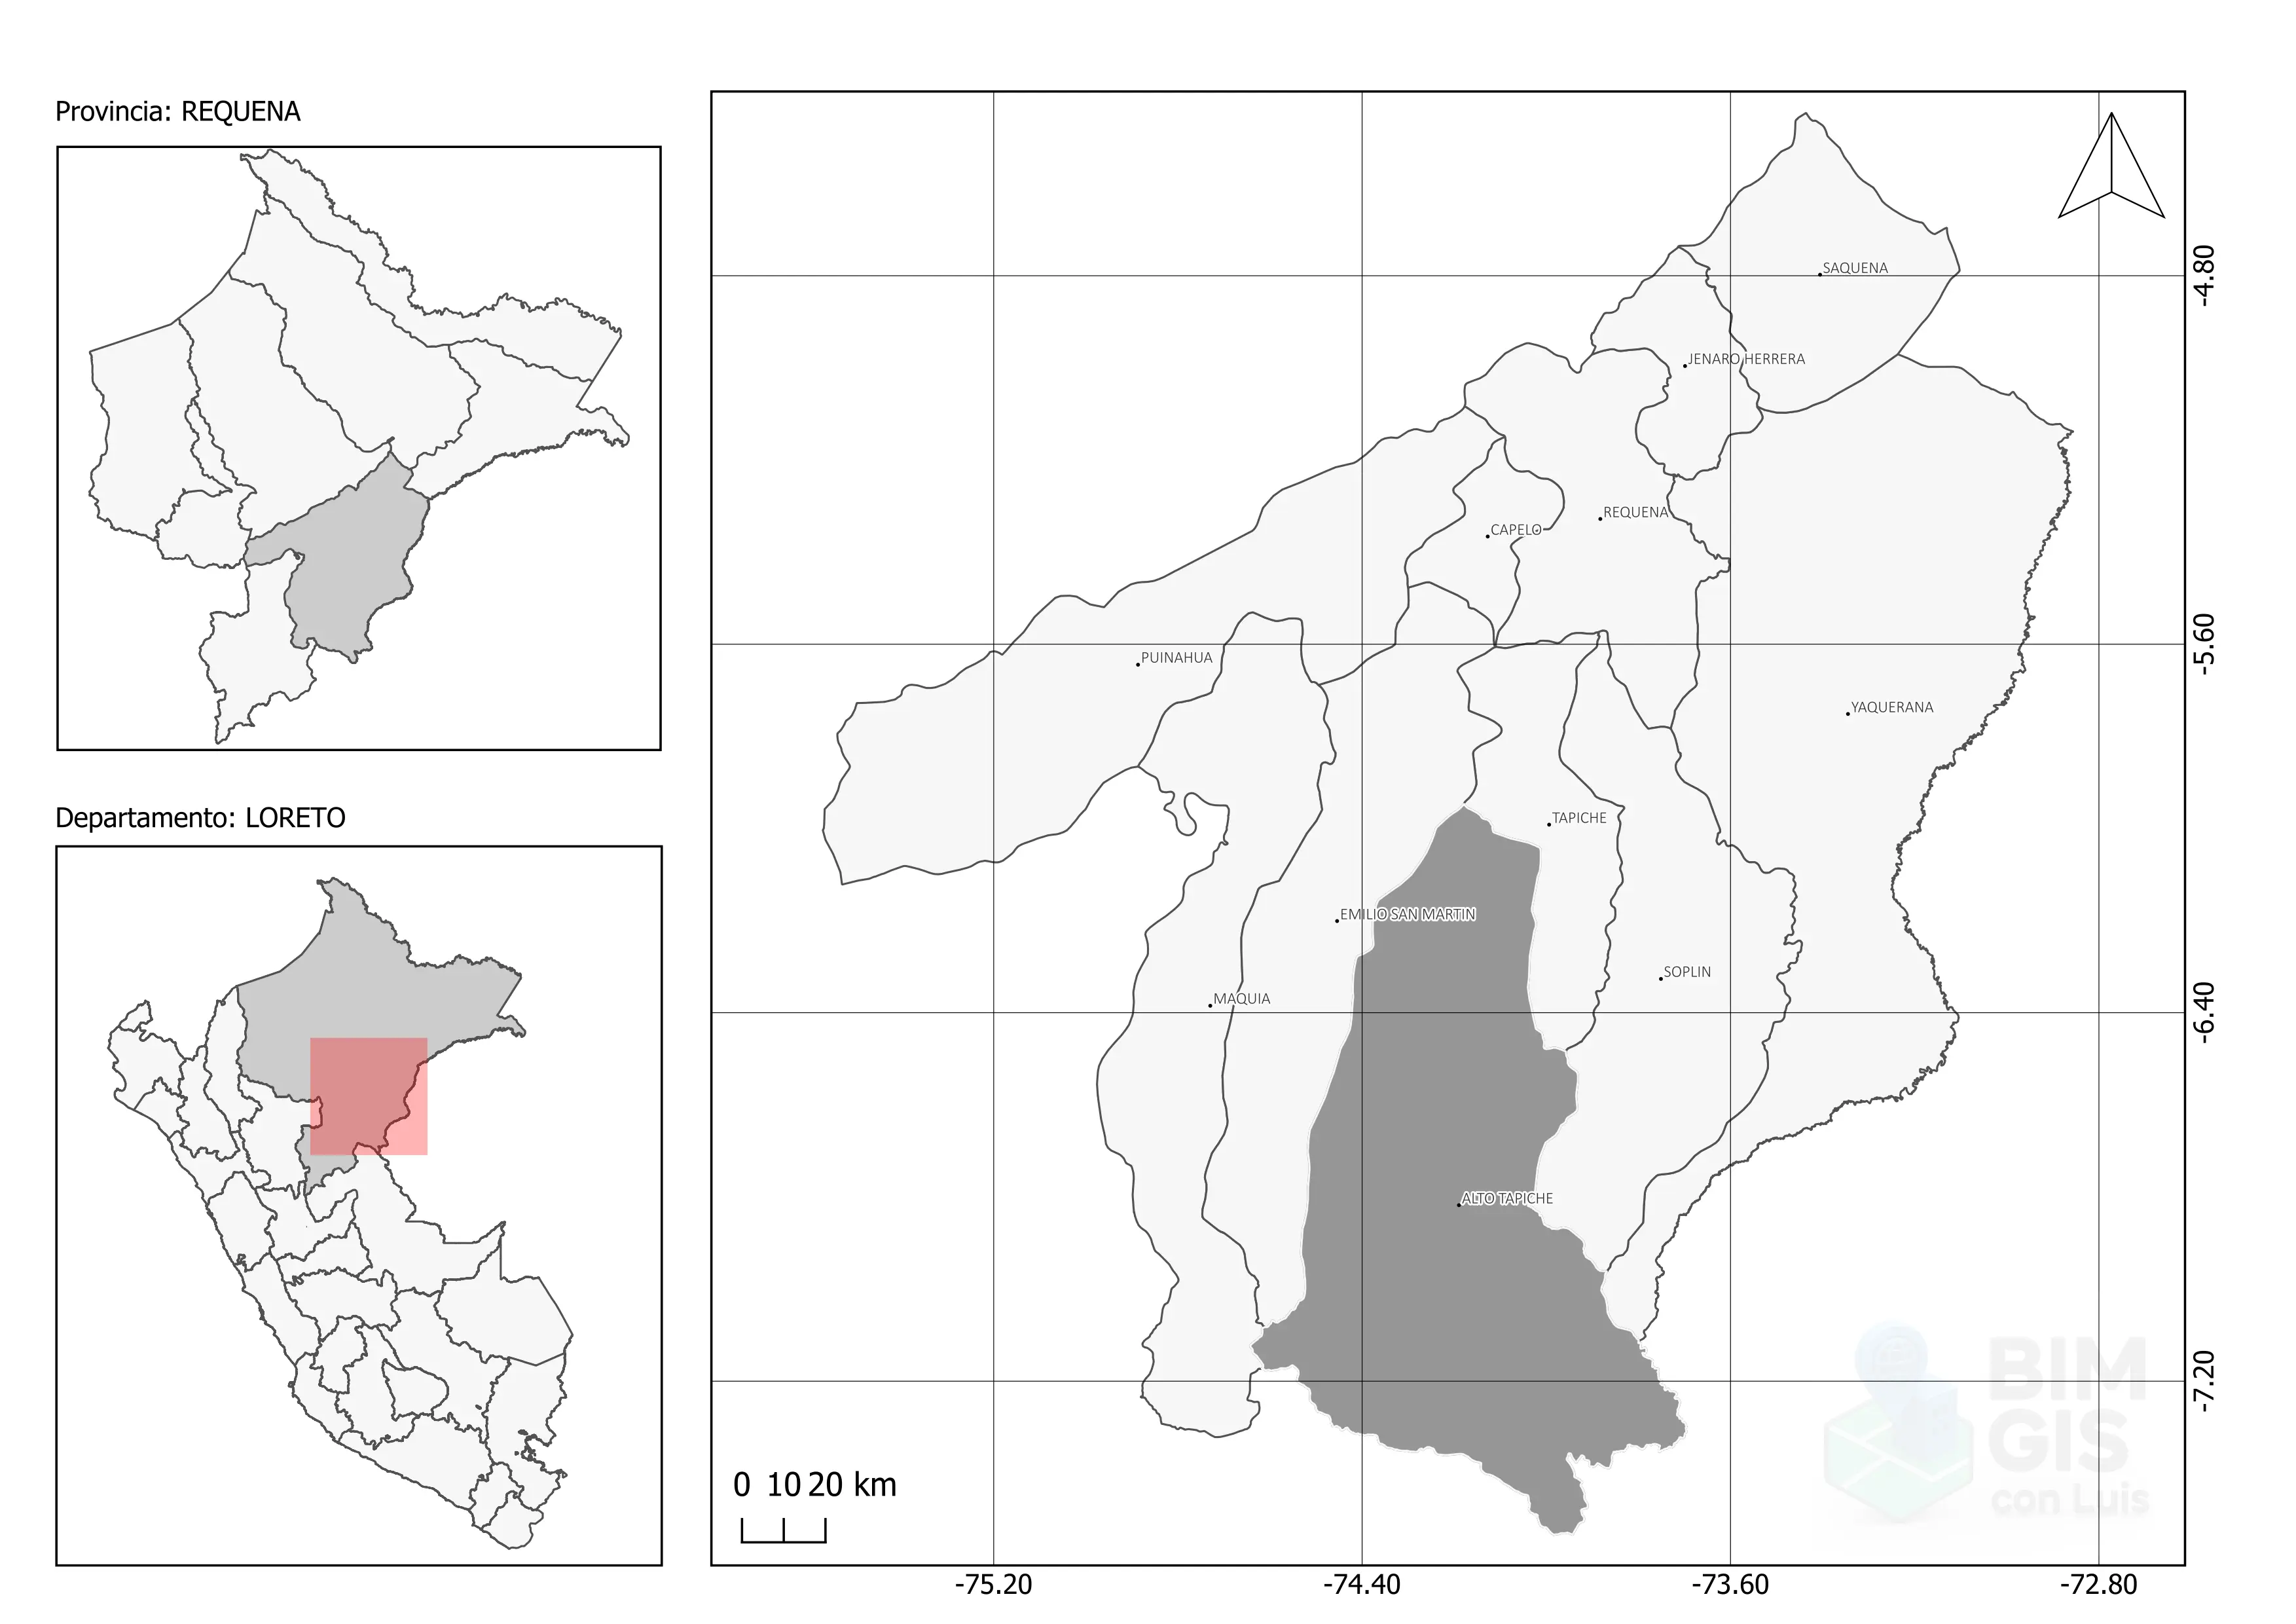 Provincia: REQUENA
Departamento: LORETO
SAQUENA
JENARO HERRERA
REQUENA
CAPELO
PUINAHUA
YAQUERANA
TAPICHE
EMILIO SAN MARTIN
SOPLIN
MAQUIA
ALTO TAPICHE
-4.80
-5.60
-6.40
-7.20
BIM
GIS
con Luis
0 10 20 km
-75.20
-74.40
-73.60
-72.80